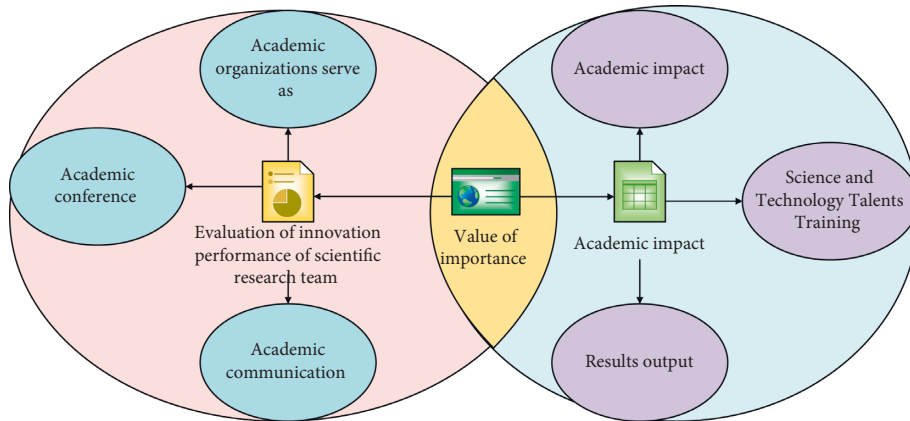 Academic
organizations serve
as
Academic
conference
Evaluation of innovation
performance of scientific
research team
Academic
communication
Value of
importance
Academic impact
Science and
Technology Talents
Training
Academic impact
Results output